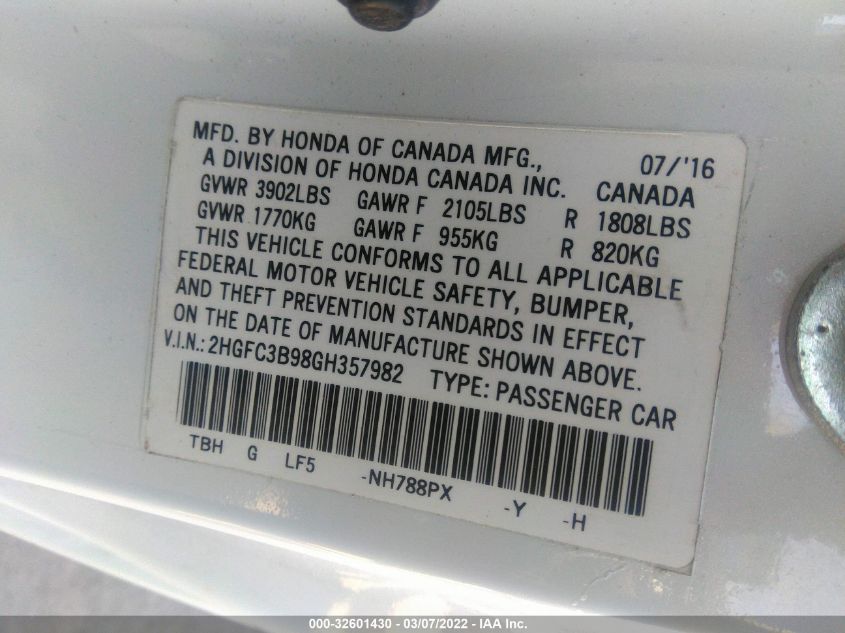 MFD. BY HONDA OF CANADA MFG., 07/'16
A DIVISION OF HONDA CANADA INC. CANADA
GVWR 3902LBS GAWR F 2105LBS R 1808LBS
GVWR 1770KG GAWR F 955KG R 820KG
THIS VEHICLE CONFORMS TO ALL APPLICABLE
FEDERAL MOTOR VEHICLE SAFETY, BUMPER,
AND THEFT PREVENTION STANDARDS IN EFFECT
ON THE DATE OF MANUFACTURE SHOWN ABOVE.
V.I.N.: 2HGFC3B98GH357982 TYPE: PASSENGER CAR
TBH G LF5 -NH788PX -Y -H
000-32601430 - 03/07/2022 - IAA Inc.